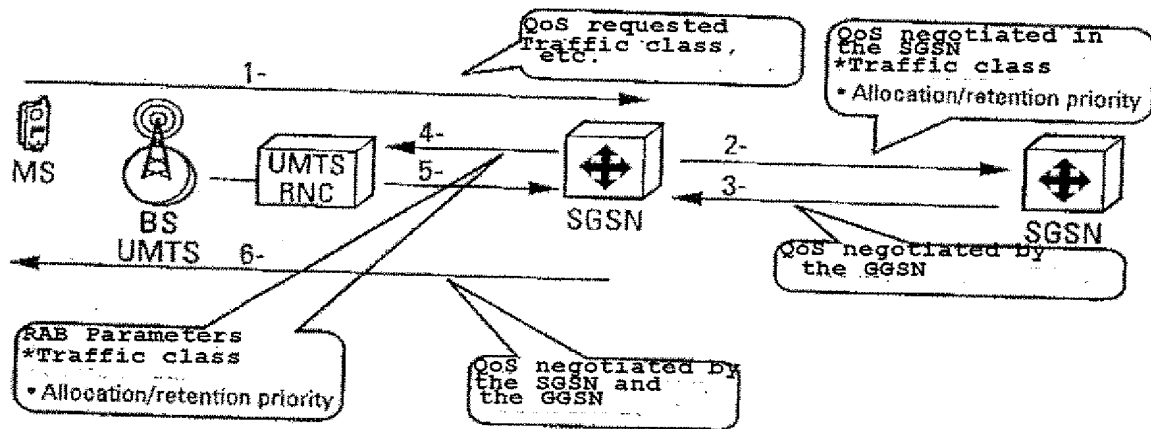 QoS requested
Traffic class,
etc.
QoS negotiated in
the SGSN
*Traffic class
• Allocation/retention priority
1-
MS
BS
UMTS
UMTS
RNC
4-
5-
SGSN
2-
3-
SGSN
QoS negotiated by
the GGSN
6-
RAB Parameters
*Traffic class
• Allocation/retention priority
QoS negotiated by
the SGSN and
the GGSN